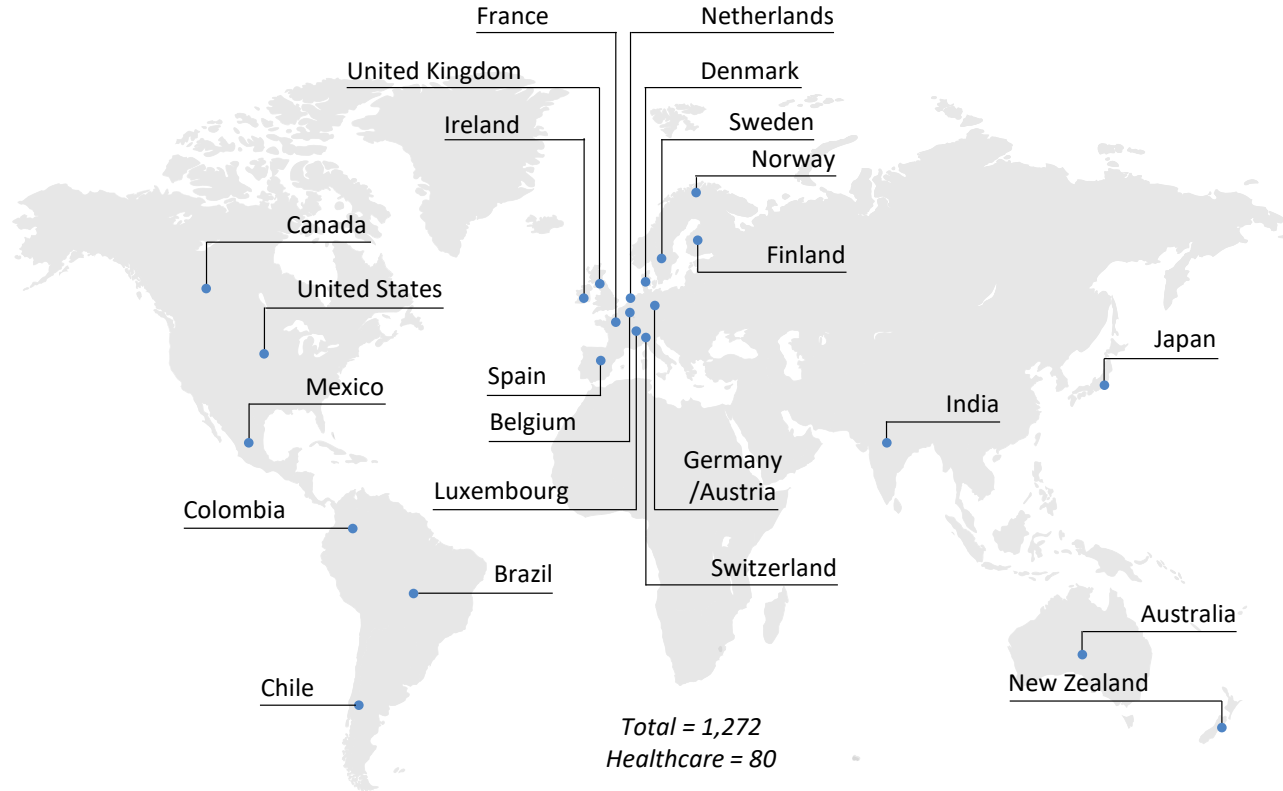 France
Netherlands
United Kingdom
Denmark
Ireland
Sweden
Norway
Canada
Finland
United States
Japan
Spain
Mexico
India
Belgium
Germany
/Austria
Luxembourg
Colombia
Switzerland
Brazil
Australia
Chile
New Zealand
Total = 1,272
Healthcare = 80